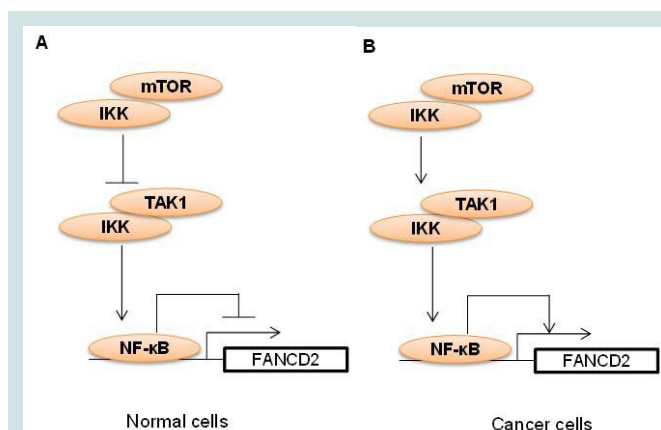 A
mTOR
IKK
TAK1
IKK
NF-κB
FANCD2
Normal cells
B
mTOR
IKK
TAK1
IKK
NF-κB
FANCD2
Cancer cells